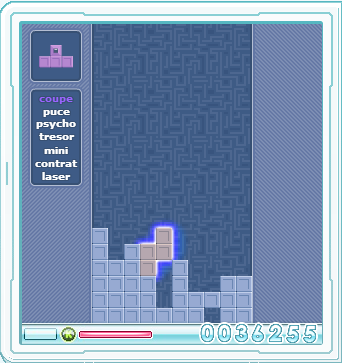 coupe
puce
psycho
tresor
mini
contrat
laser
0036255